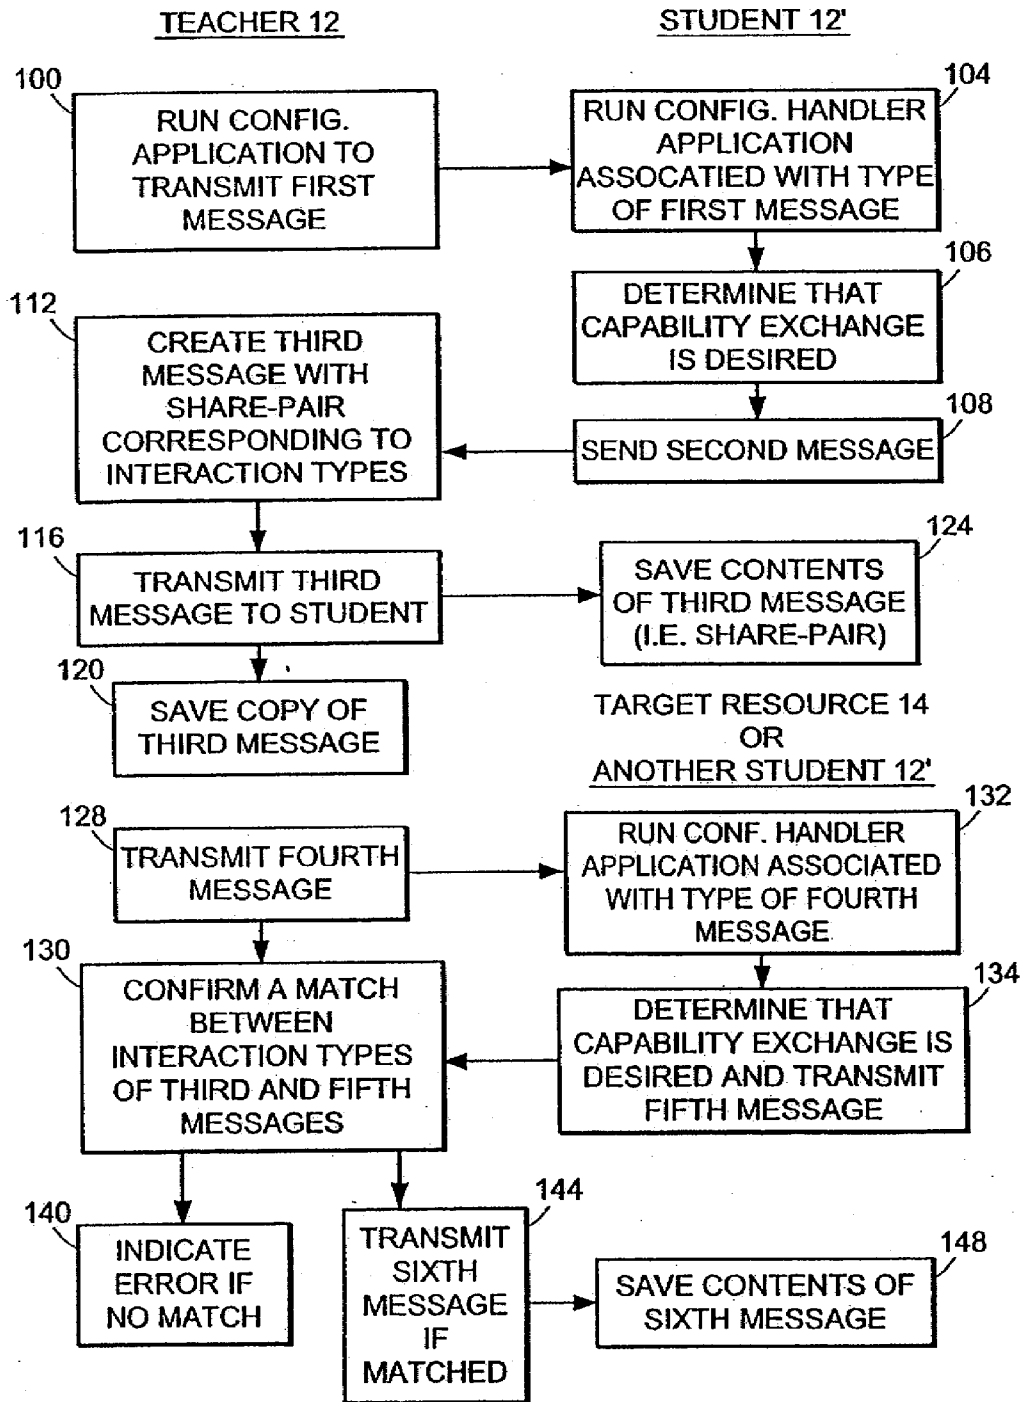 TEACHER 12
STUDENT 12'
100
RUN CONFIG.
APPLICATION TO
TRANSMIT FIRST
MESSAGE
104
RUN CONFIG. HANDLER
APPLICATION
ASSOCATIED WITH TYPE
OF FIRST MESSAGE
106
DETERMINE THAT
CAPABILITY EXCHANGE
IS DESIRED
112
CREATE THIRD
MESSAGE WITH
SHARE-PAIR
CORRESPONDING TO
INTERACTION TYPES
108
SEND SECOND MESSAGE
116
TRANSMIT THIRD
MESSAGE TO STUDENT
124
SAVE CONTENTS
OF THIRD MESSAGE
(I.E. SHARE-PAIR)
120
SAVE COPY OF
THIRD MESSAGE
TARGET RESOURCE 14
OR
ANOTHER STUDENT 12'
128
TRANSMIT FOURTH
MESSAGE
132
RUN CONF. HANDLER
APPLICATION ASSOCIATED
WITH TYPE OF FOURTH
MESSAGE
130
CONFIRM A MATCH
BETWEEN
INTERACTION TYPES
OF THIRD AND FIFTH
MESSAGES
134
DETERMINE THAT
CAPABILITY EXCHANGE IS
DESIRED AND TRANSMIT
FIFTH MESSAGE
140
INDICATE
ERROR IF
NO MATCH
144
TRANSMIT
SIXTH
MESSAGE
IF
MATCHED
148
SAVE CONTENTS OF
SIXTH MESSAGE